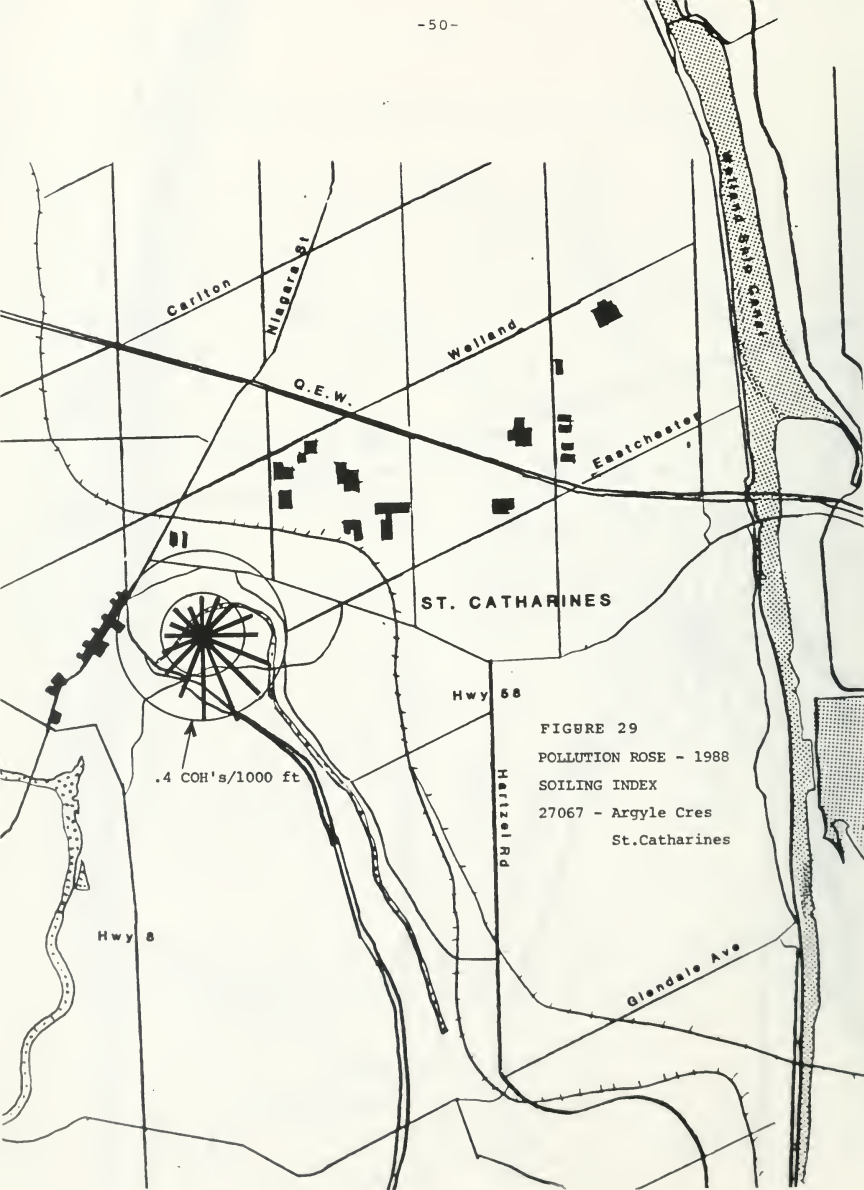 -50-
Welland Ship Canal
Carlton
Niagara St
Welland
Q.E.W.
Eastchester
ST. CATHARINES
Hwy 58
FIGURE 29
POLLUTION ROSE - 1988
SOILING INDEX
27067 - Argyle Cres
St.Catharines
.4 COH's/1000 ft
Hartzel Rd
Hwy 8
Glendale Ave